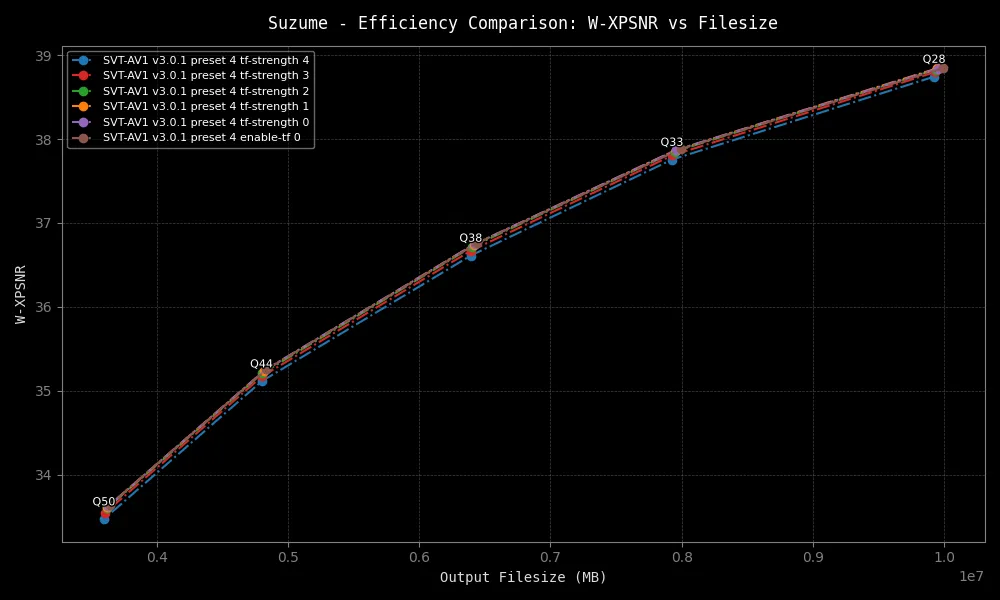 Suzume - Efficiency Comparison: W-XPSNR vs Filesize
SVT-AV1 v3.0.1 preset 4 tf-strength 4
SVT-AV1 v3.0.1 preset 4 tf-strength 3
SVT-AV1 v3.0.1 preset 4 tf-strength 2
SVT-AV1 v3.0.1 preset 4 tf-strength 1
SVT-AV1 v3.0.1 preset 4 tf-strength 0
SVT-AV1 v3.0.1 preset 4 enable-tf 0
Q28
Q33
Q38
Q44
Q50
39
38
37
36
35
34
W-XPSNR
0.4 0.5 0.6 0.7 0.8 0.9 1.0
1e7
Output Filesize (MB)